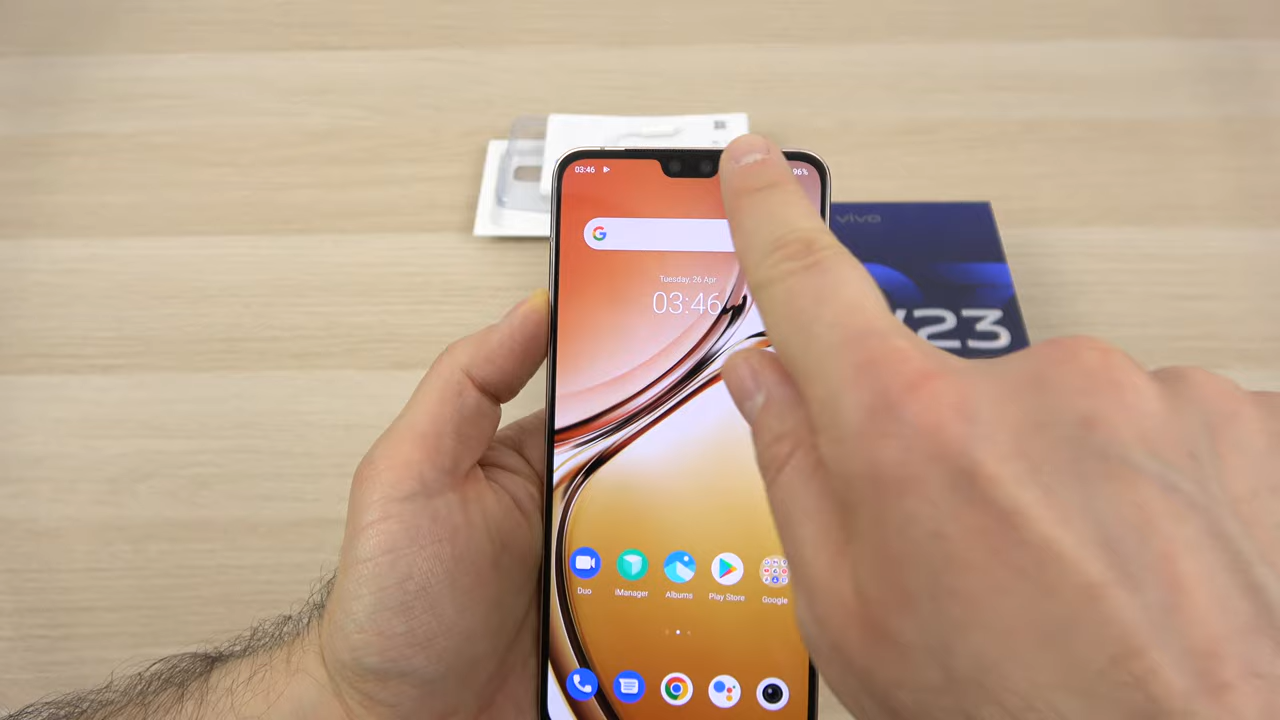 03:46
96%
vivo
Tuesday, 26 Apr
03:46
V23
Duo
iManager
Albums
Play Store
Google